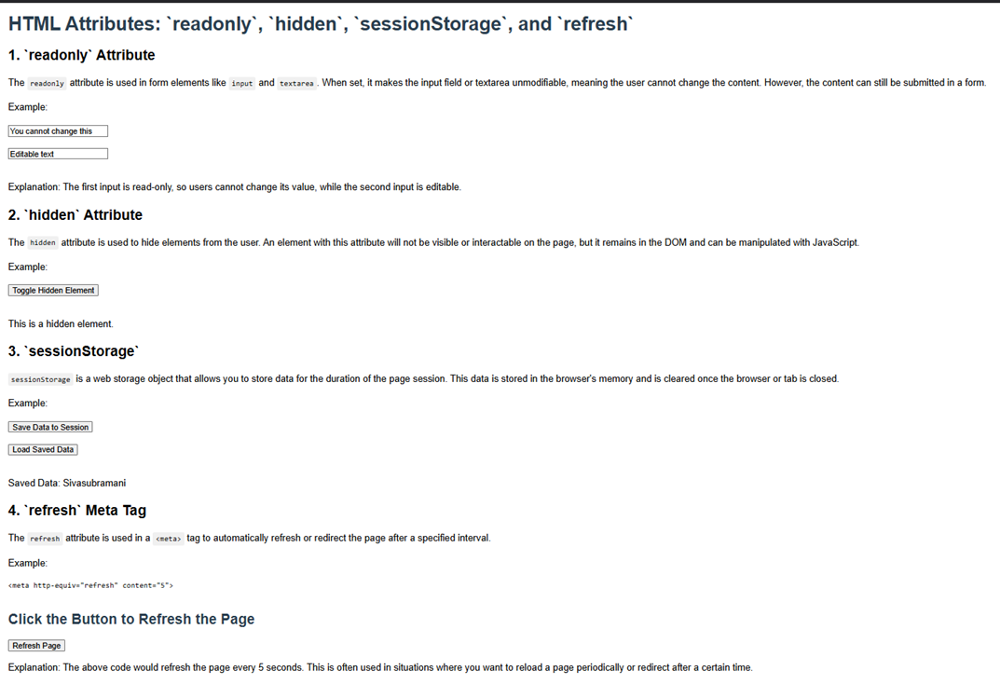 HTML Attributes: `readonly`, `hidden`, `sessionStorage`, and `refresh`
1. `readonly` Attribute
The readonly attribute is used in form elements like input and textarea. When set, it makes the input field or textarea unmodifiable, meaning the user cannot change the content. However, the content can still be submitted in a form.
Example:
You cannot change this
Editable text
Explanation: The first input is read-only, so users cannot change its value, while the second input is editable.
2. `hidden` Attribute
The hidden attribute is used to hide elements from the user. An element with this attribute will not be visible or interactable on the page, but it remains in the DOM and can be manipulated with JavaScript.
Example:
Toggle Hidden Element
This is a hidden element.
3. `sessionStorage`
sessionStorage is a web storage object that allows you to store data for the duration of the page session. This data is stored in the browser's memory and is cleared once the browser or tab is closed.
Example:
Save Data to Session
Load Saved Data
Saved Data: Sivasubramani
4. `refresh` Meta Tag
The refresh attribute is used in a <meta> tag to automatically refresh or redirect the page after a specified interval.
Example:
<meta http-equiv="refresh" content="5">
Click the Button to Refresh the Page
Refresh Page
Explanation: The above code would refresh the page every 5 seconds. This is often used in situations where you want to reload a page periodically or redirect after a certain time.